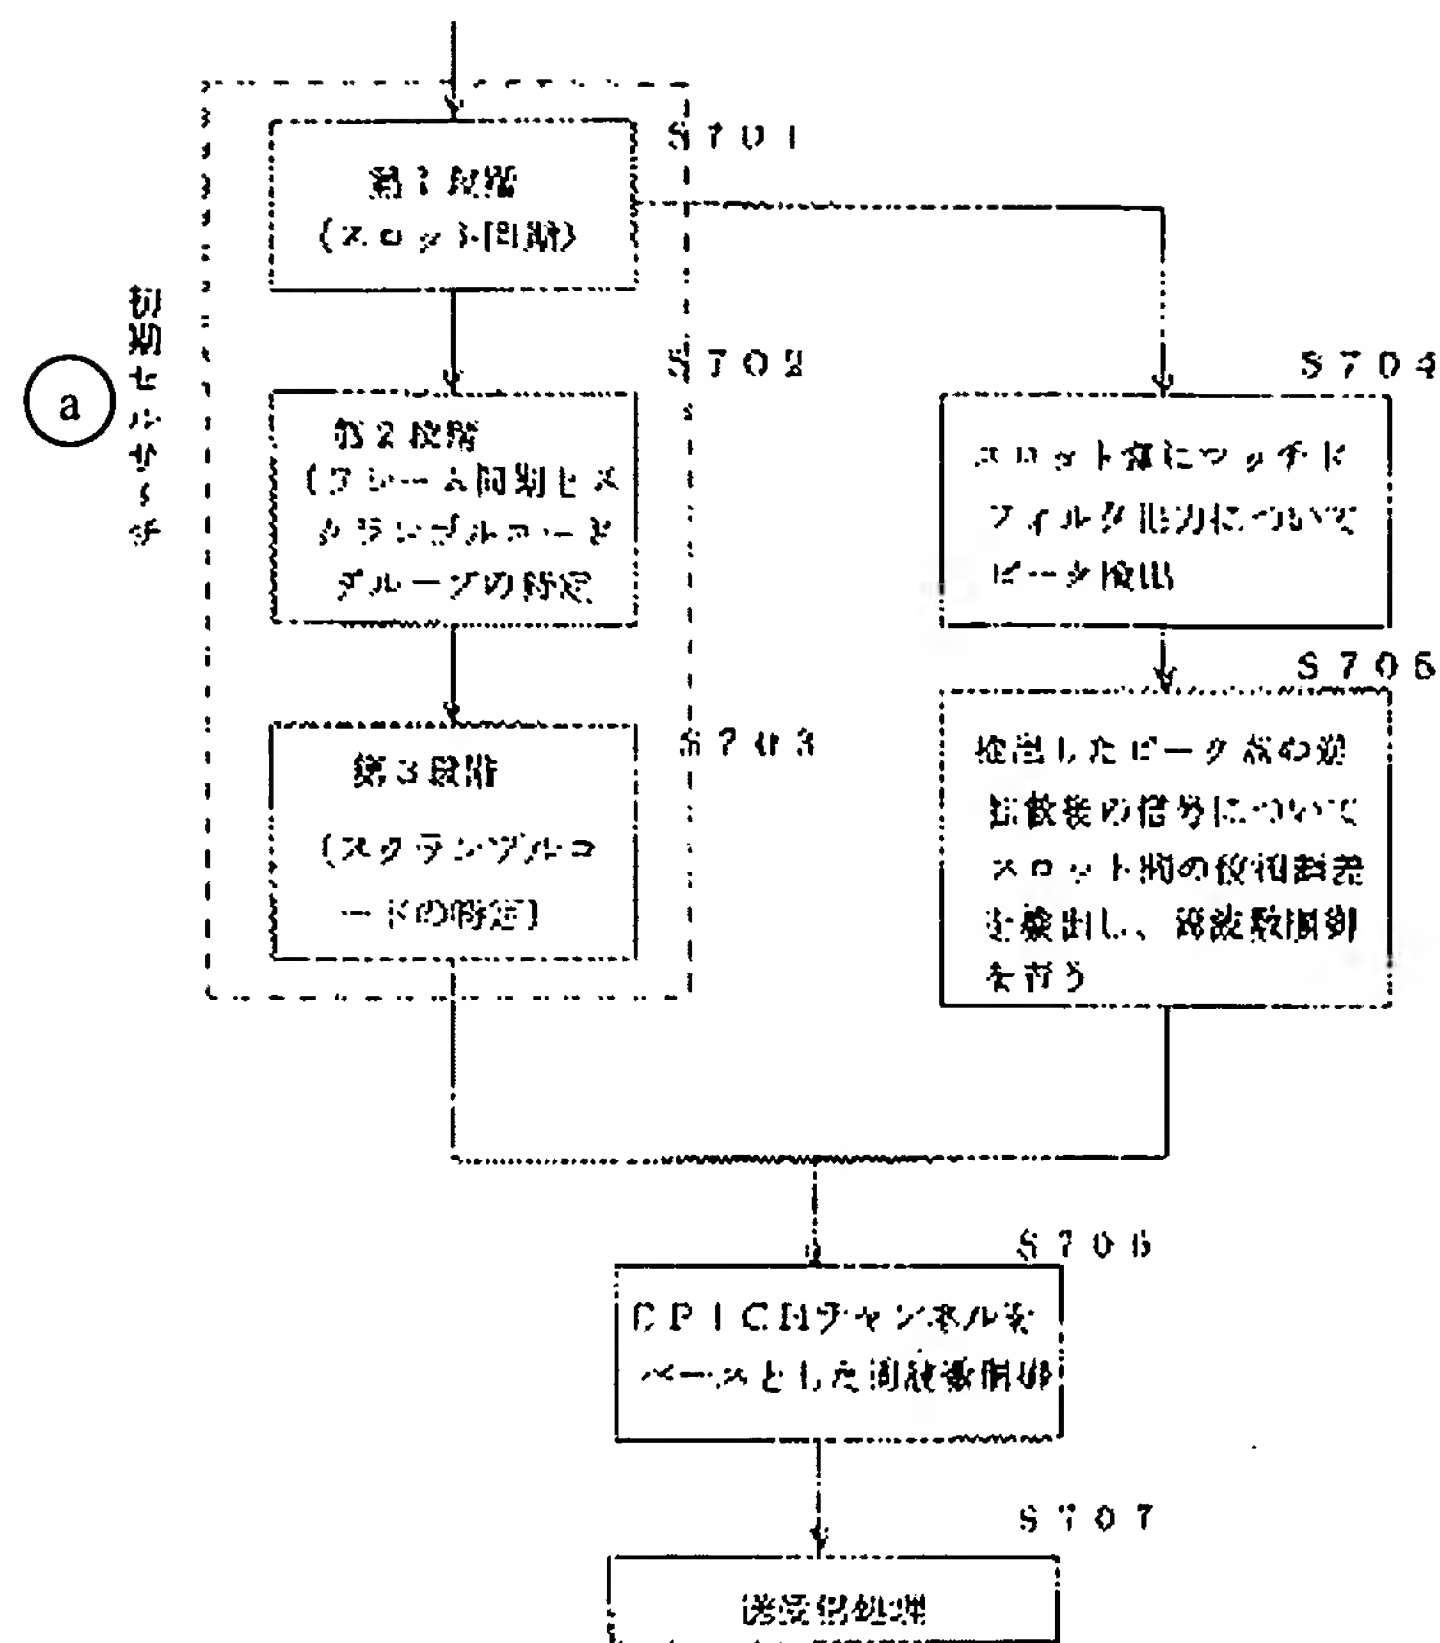 S701
第1段階
(スロット同期)
a
S702
第2段階
(フレーム同期とス
クランブルコード
グループの特定
S703
第3段階
(スクランブルコ
ードの特定)
S704
スロット毎にマッチド
フィルタ出力について
ピーク検出
S705
検出したピーク点の逆
拡散後の信号について
スロット間の位相誤差
を検出し、周波数制御
を行う
S706
CPICHチャンネルを
ベースとした周波数制御
S707
送受信処理